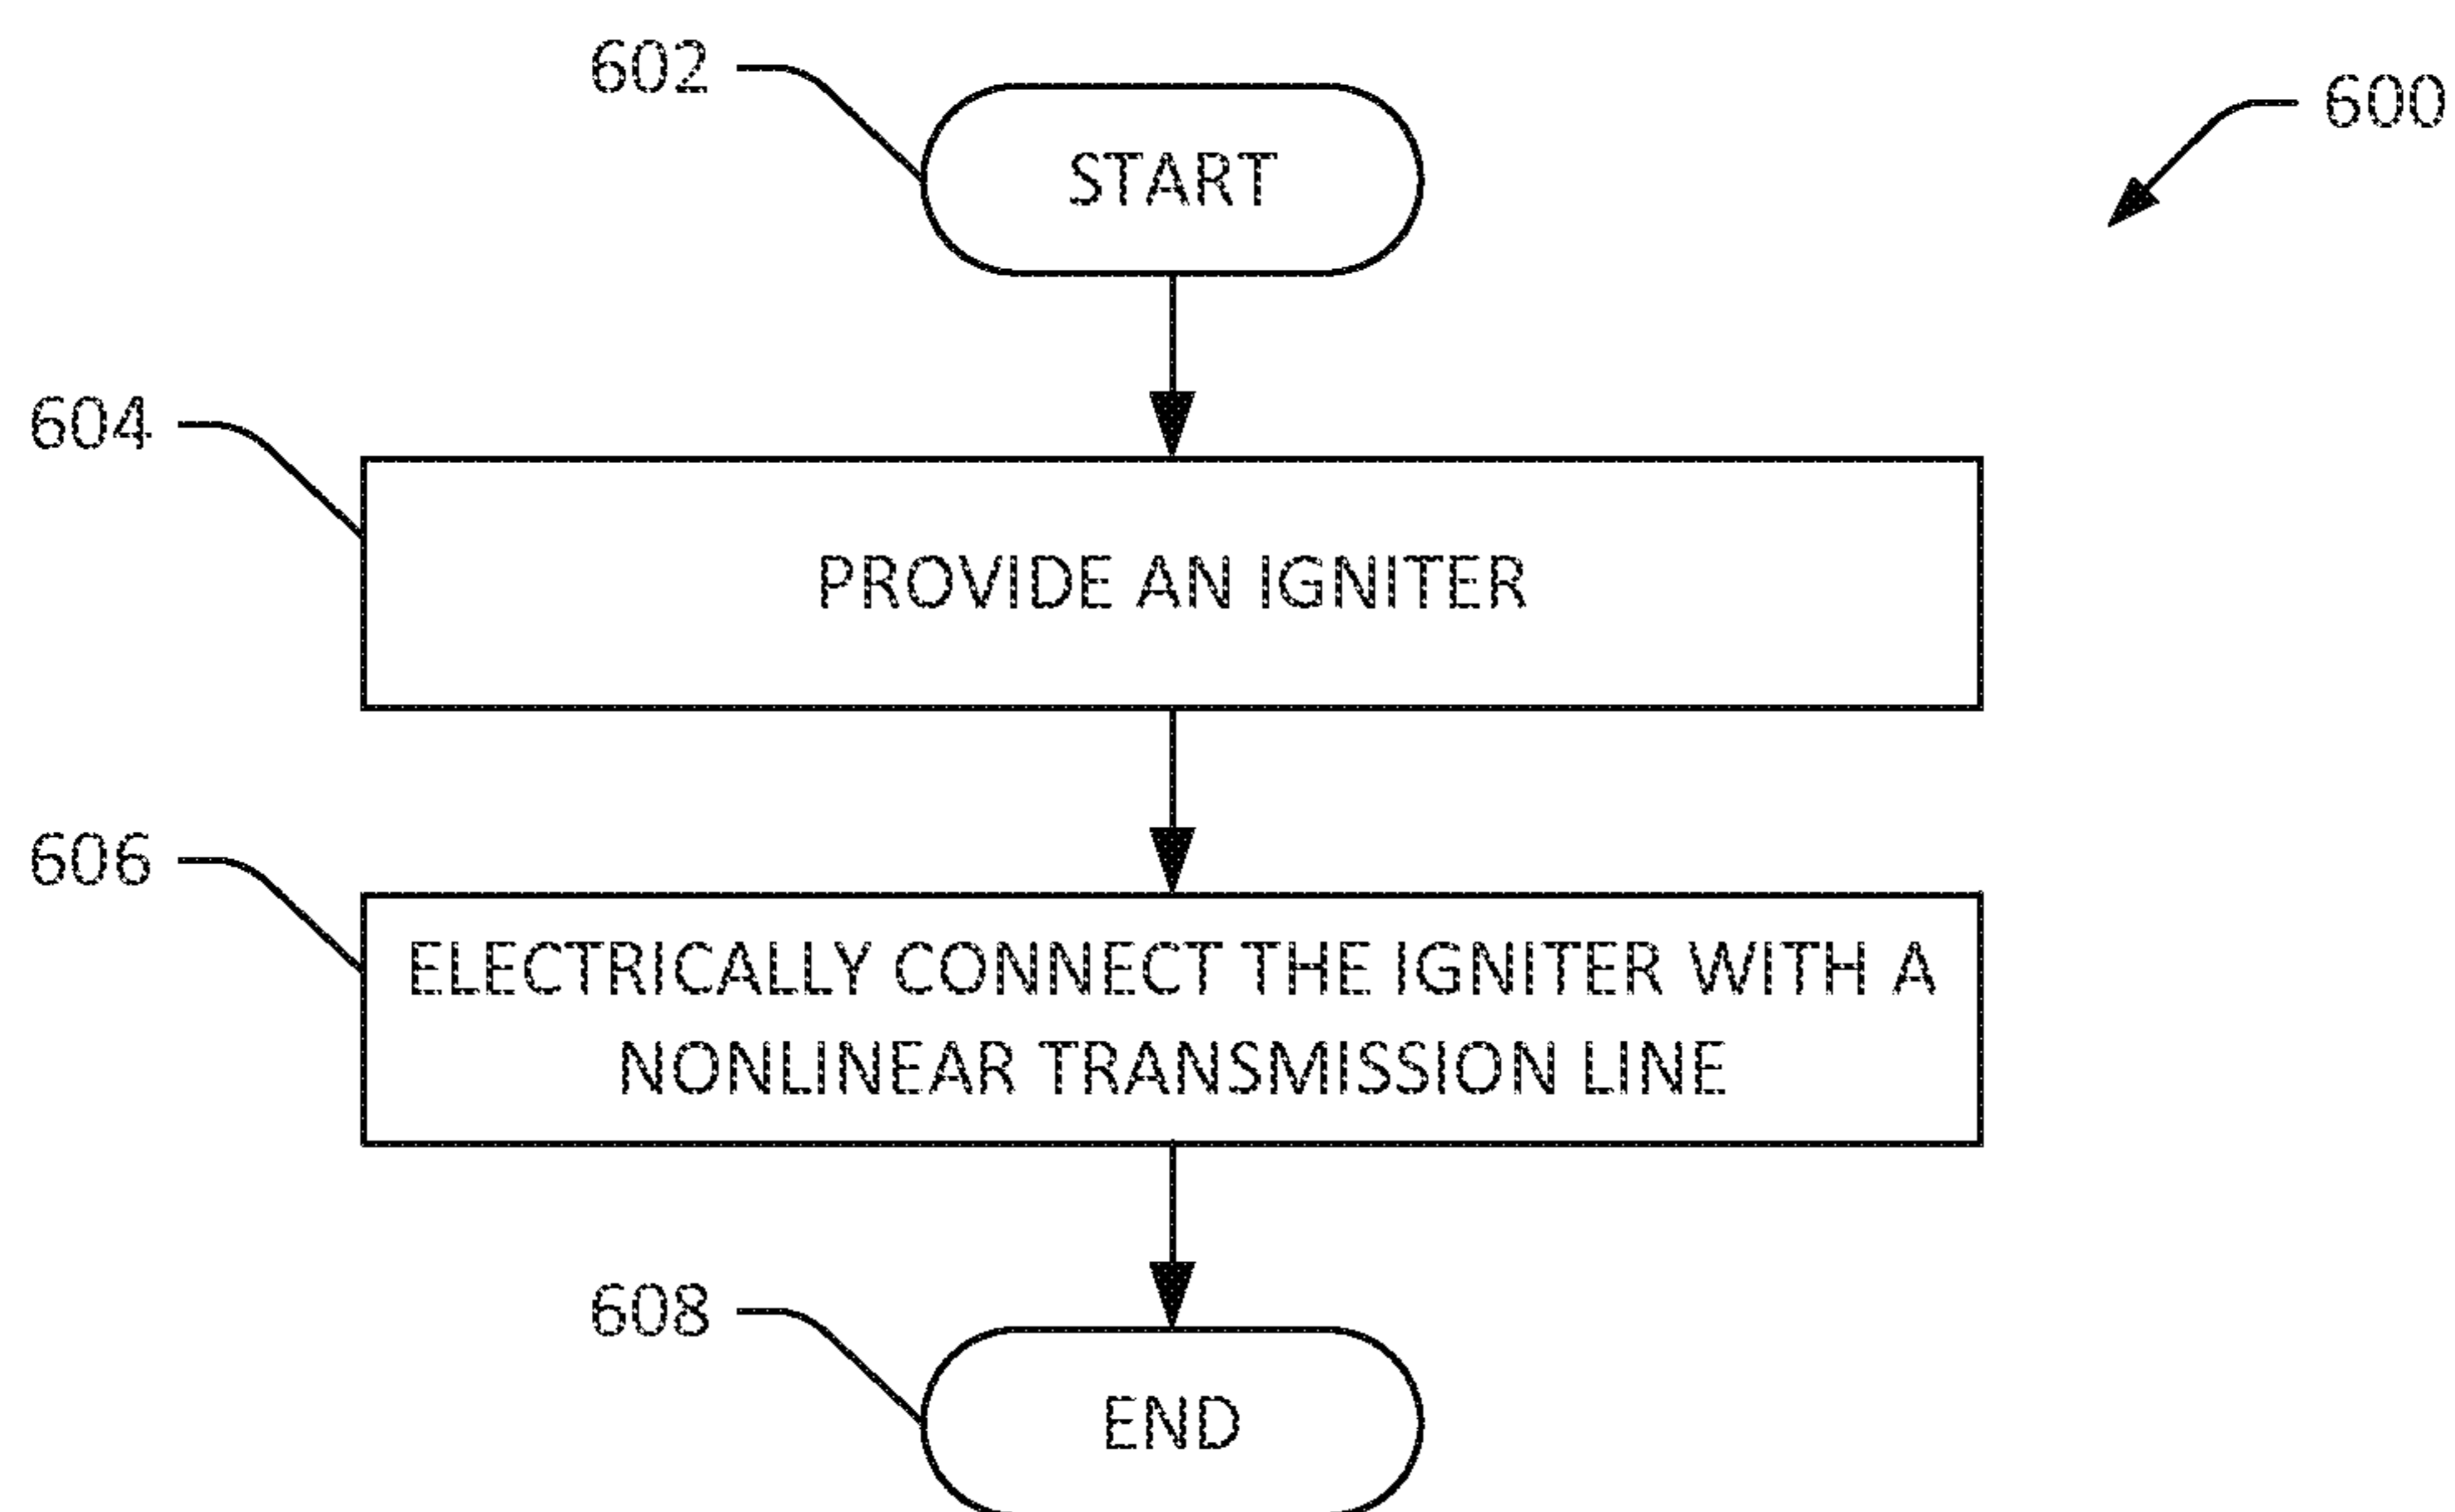 602
START
600
604
PROVIDE AN IGNITER
606
ELECTRICALLY CONNECT THE IGNITER WITH A
NONLINEAR TRANSMISSION LINE
608
END